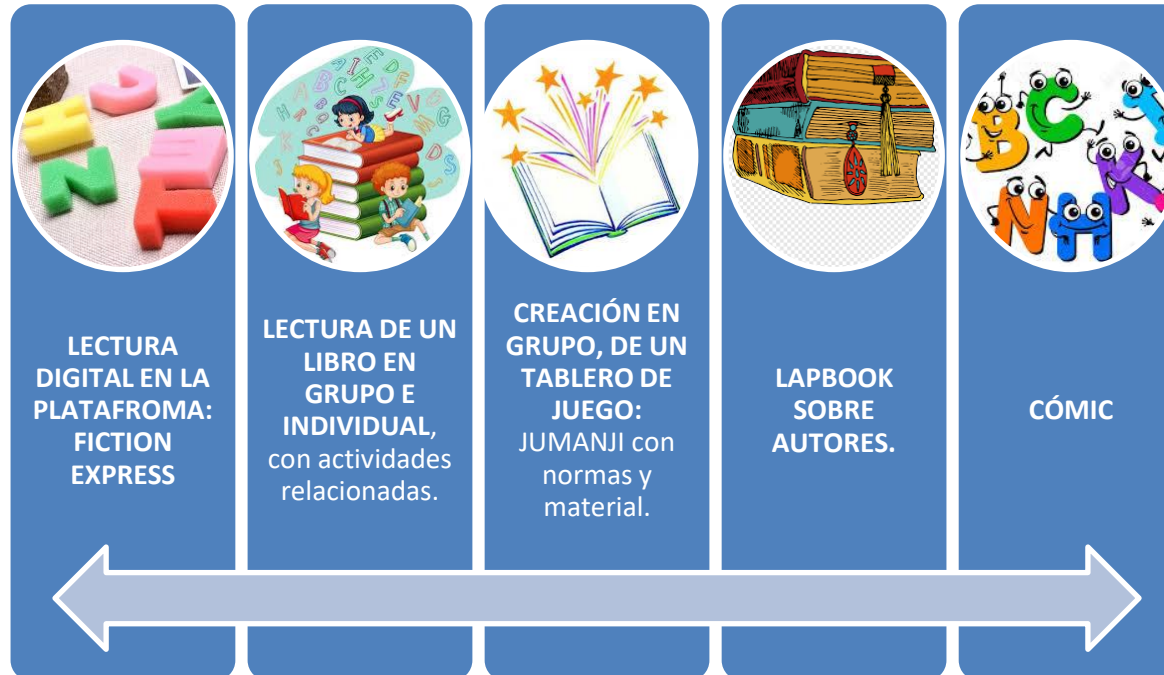 LECTURA
DIGITAL EN LA
PLATAFROMA:
FICTION
EXPRESS
LECTURA DE UN
LIBRO EN
GRUPO E
INDIVIDUAL,
con actividades
relacionadas.
CREACIÓN EN
GRUPO, DE UN
TABLERO DE
JUEGO:
JUMANJI con
normas y
material.
LAPBOOK
SOBRE
AUTORES.
CÓMIC